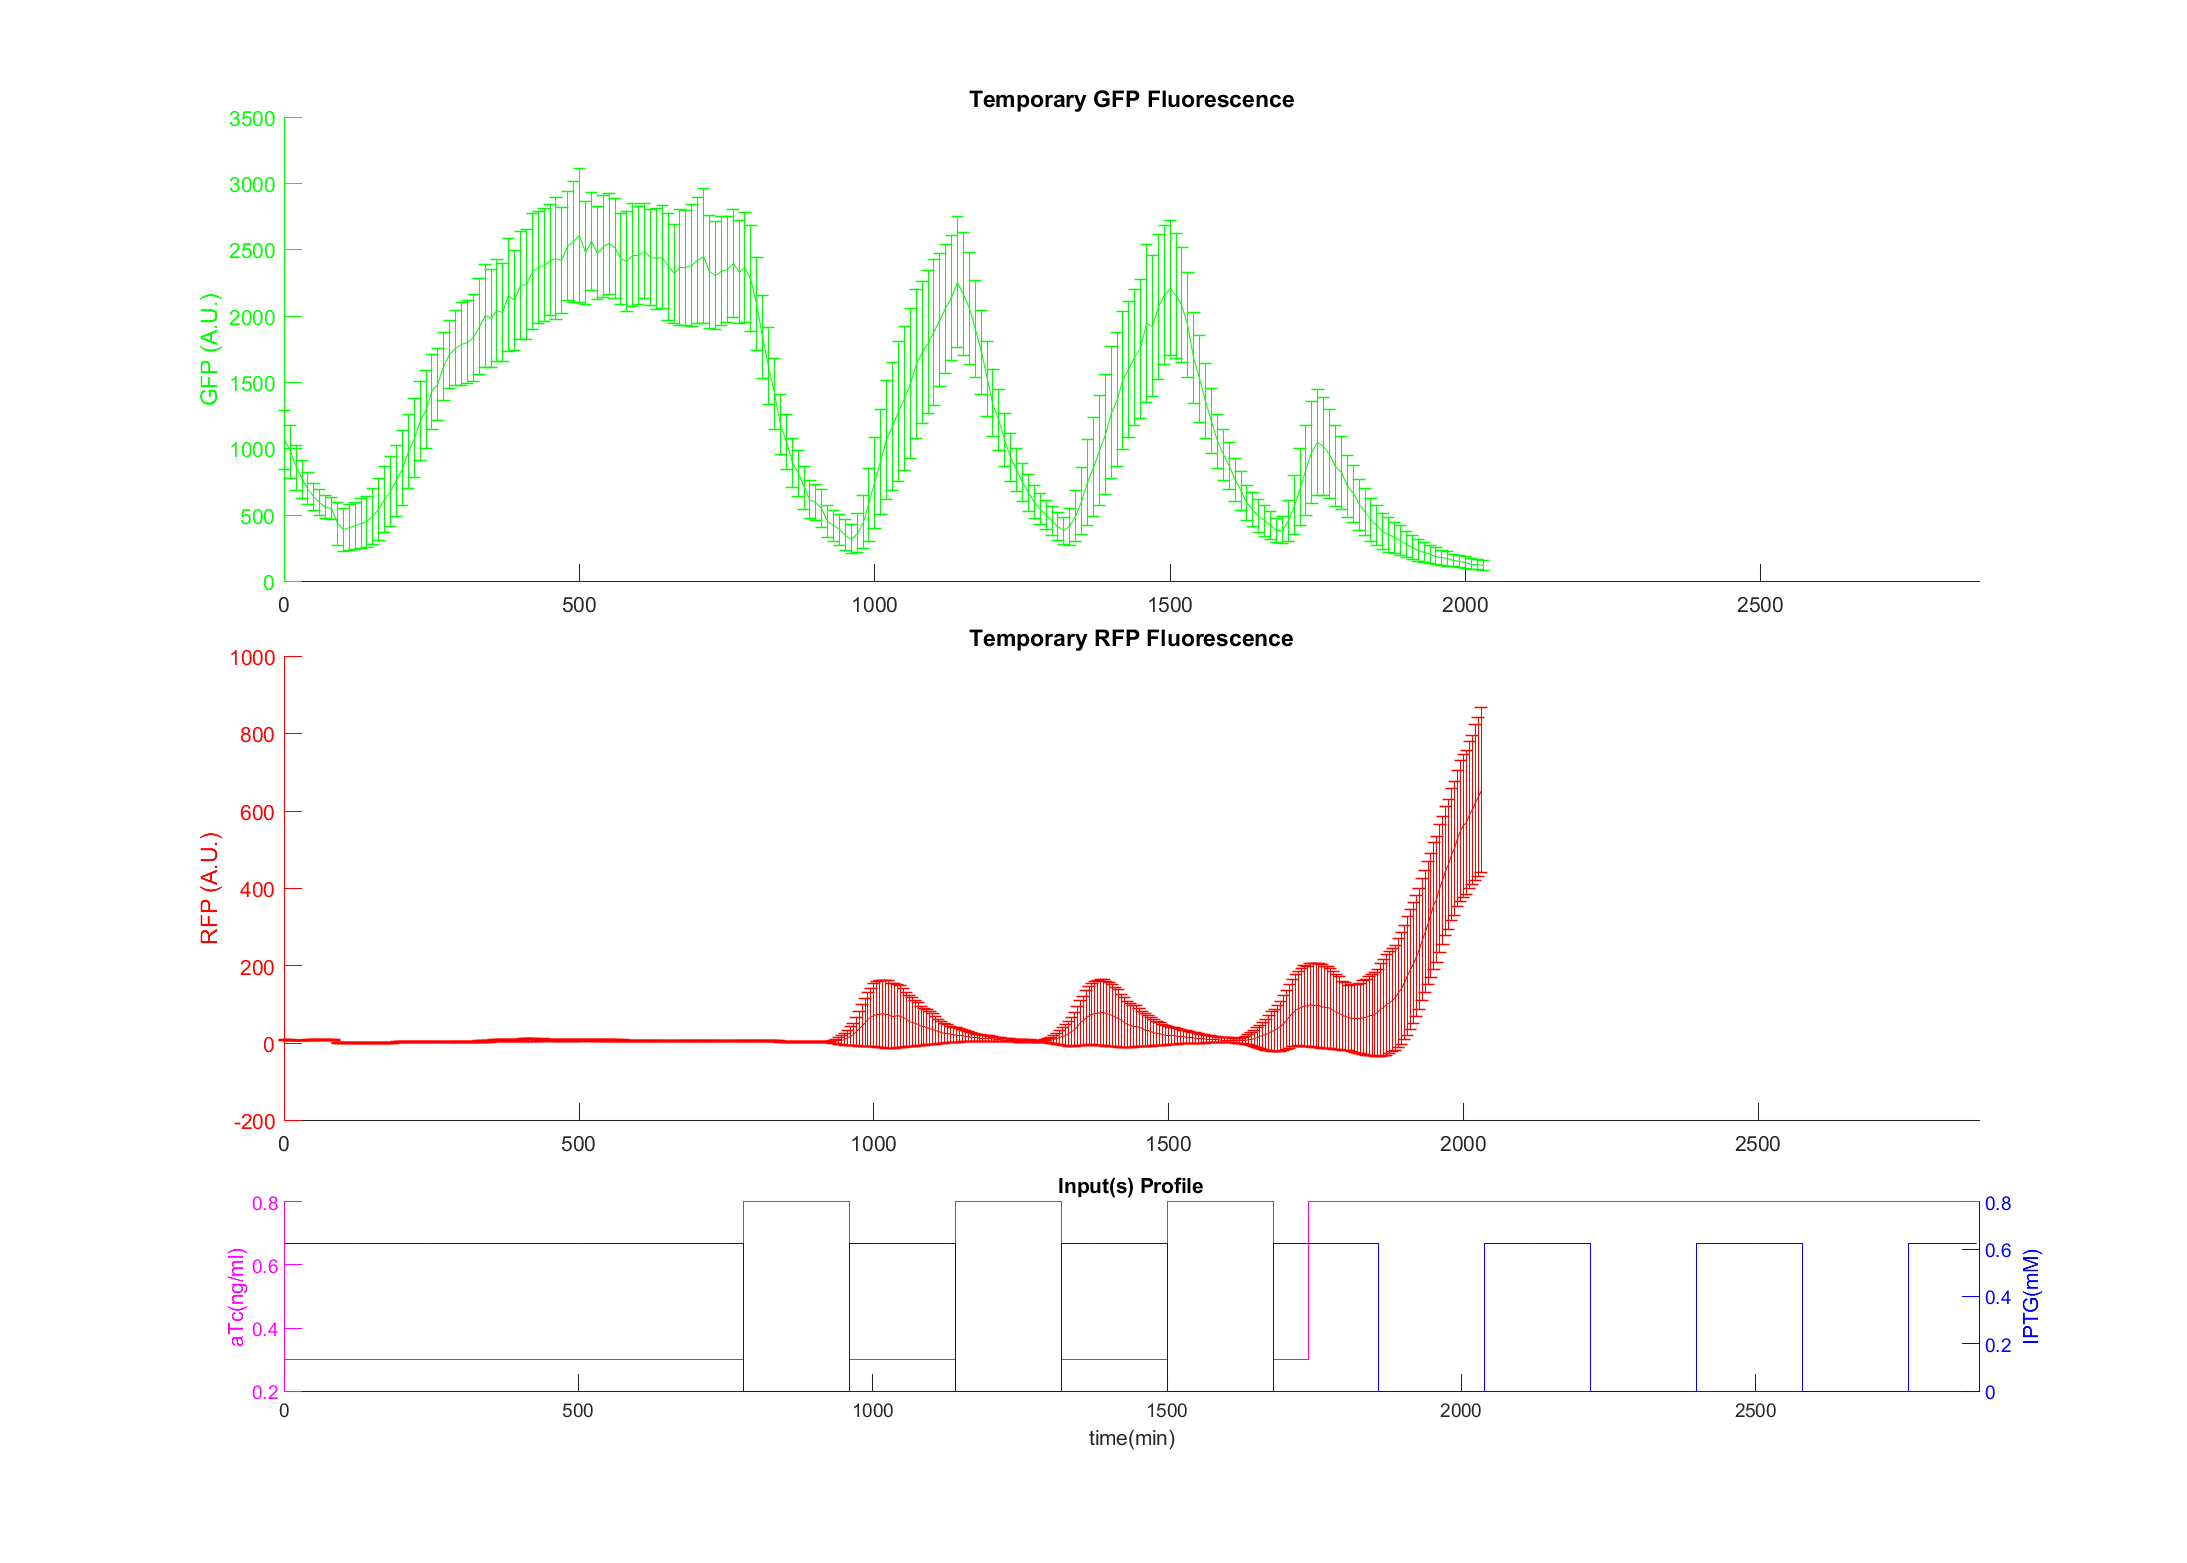 Temporary GFP Fluorescence
3500
3000
2500
2000
1500
1000
500
0
GFP (A.U.)
0 500 1000 1500 2000 2500
Temporary RFP Fluorescence
1000
800
600
400
200
0
-200
RFP (A.U.)
0 500 1000 1500 2000 2500
Input(s) Profile
0.8
0.6
0.4
0.2
aTc(ng/ml)
0.8
0.6
0.4
0.2
0
IPTG(mM)
0 500 1000 1500 2000 2500
time(min)